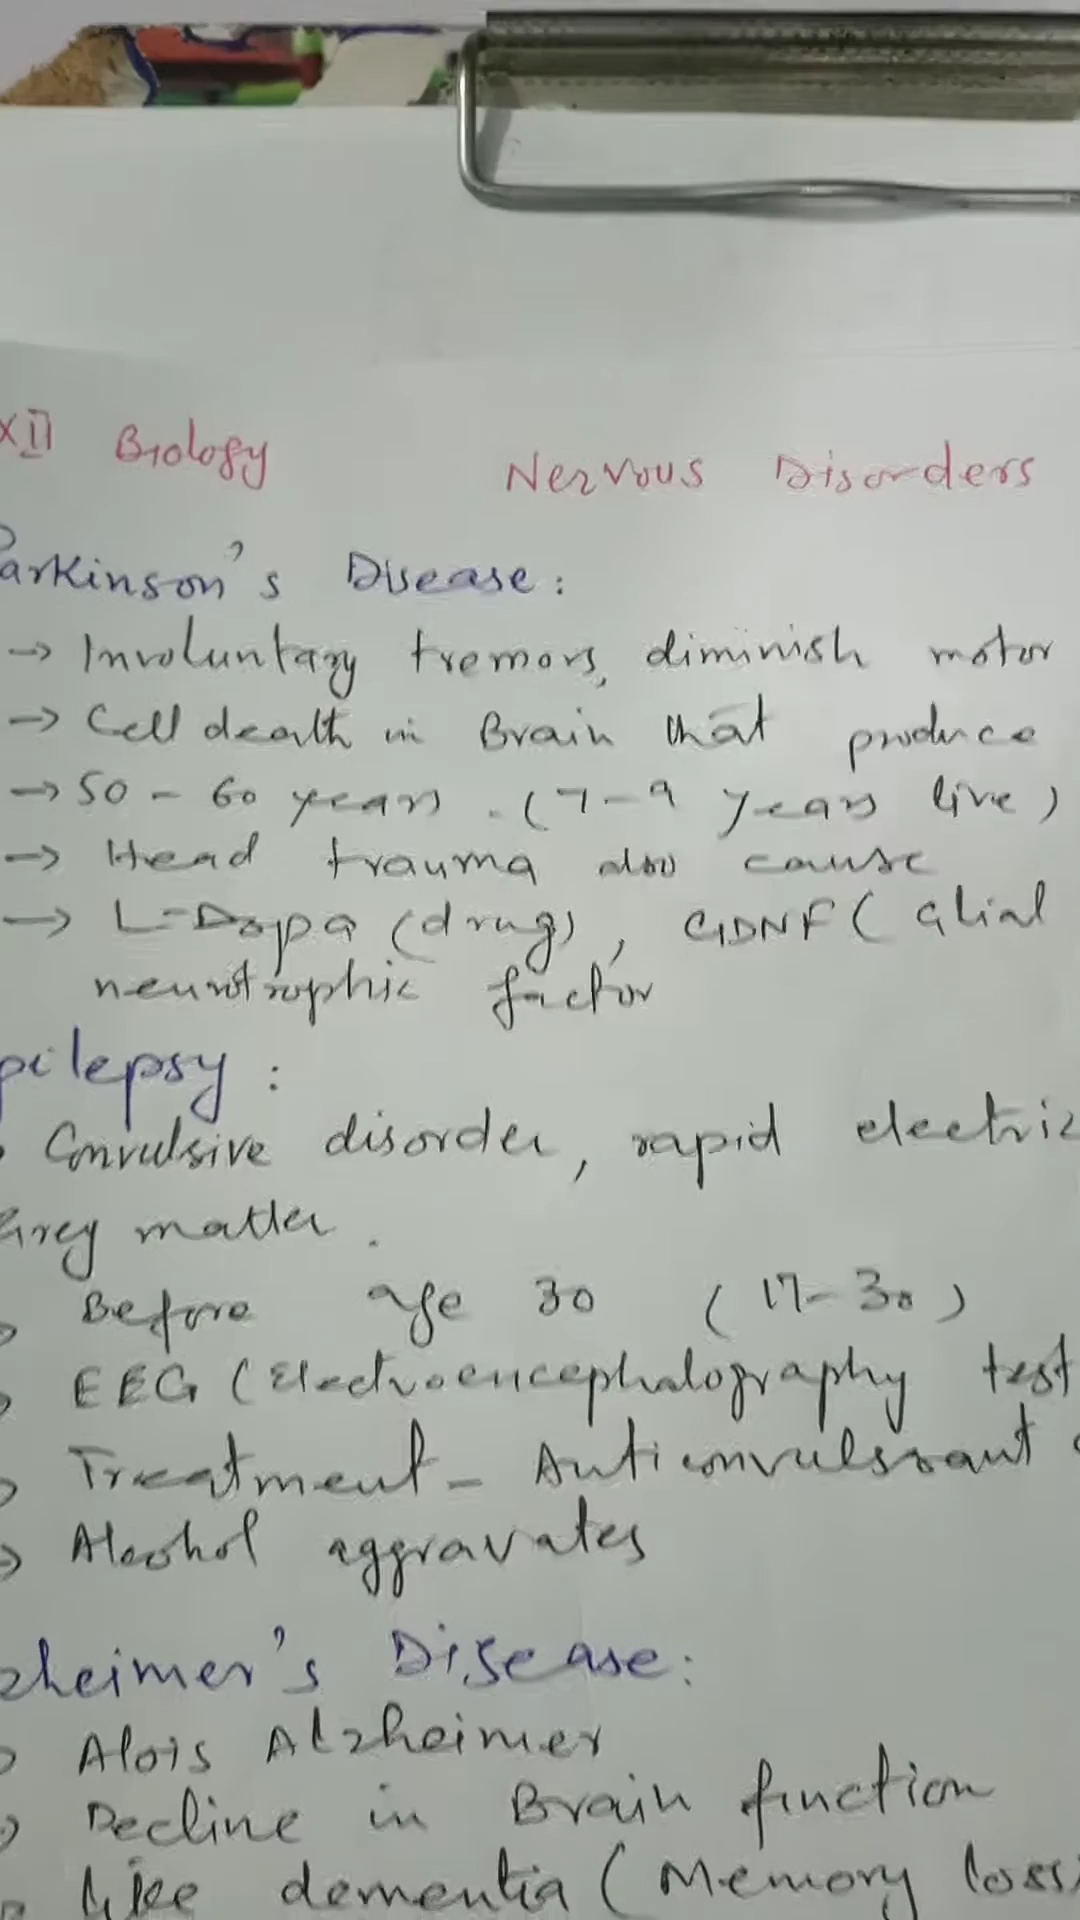 XII Biology Nervous Disorders
Parkinson's Disease:
→ Involuntary tremors, diminish motor
→ Cell death in Brain that produce
→ 50 - 60 years. (7-9 years live)
→ Head trauma also cause
→ L-Dopa (drug), GDNF (Glial
neurotrophic factor
pilepsy:
Convulsive disorder, rapid electric
Grey matter.
Before age 30 (17-30)
EEG (Electroencephalography test
Treatment - Anticonvulsant
→ Alcohol aggravates
zheimer's Disease:
Alois Alzheimer
→ Decline in Brain function
Like dementia (Memory loss